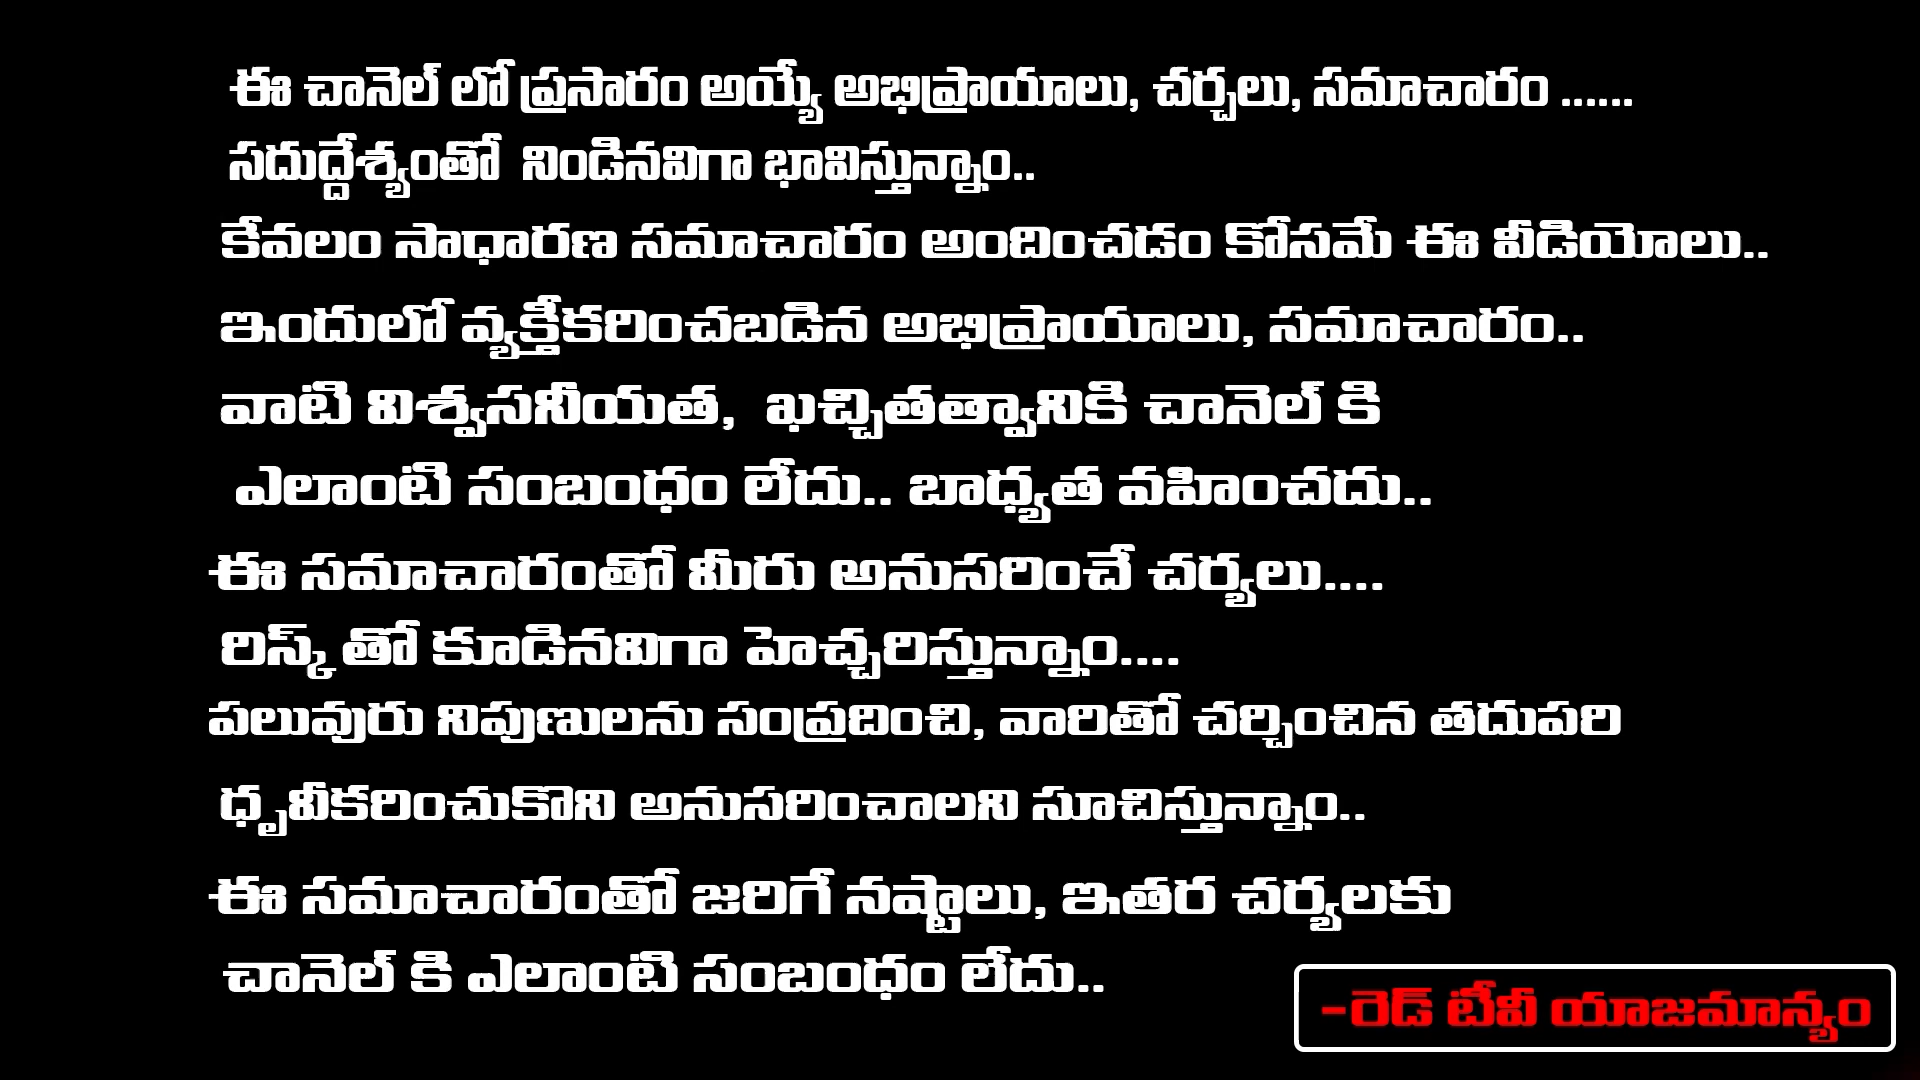 ఈ చానెల్ లో ప్రసారం అయ్యే అభిప్రాయాలు, చర్చలు, సమాచారం ......
సదుద్దేశ్యంతో నిండినవిగా భావిస్తున్నాం..
కేవలం సాధారణ సమాచారం అందించడం కోసమే ఈ వీడియోలు..
ఇందులో వ్యక్తీకరించబడిన అభిప్రాయాలు, సమాచారం..
వాటి విశ్వసనీయత, ఖచ్చితత్వానికి చానెల్ కి
ఎలాంటి సంబంధం లేదు.. బాధ్యత వహించదు..
ఈ సమాచారంతో మీరు అనుసరించే చర్యలు....
రిస్క్ తో కూడినవిగా హెచ్చరిస్తున్నాం....
పలువురు నిపుణులను సంప్రదించి, వారితో చర్చించిన తదుపరి
ధృవీకరించుకొని అనుసరించాలని సూచిస్తున్నాం..
ఈ సమాచారంతో జరిగే నష్టాలు, ఇతర చర్యలకు
చానెల్ కి ఎలాంటి సంబంధం లేదు..
-రెడ్ టీవీ యాజమాన్యం